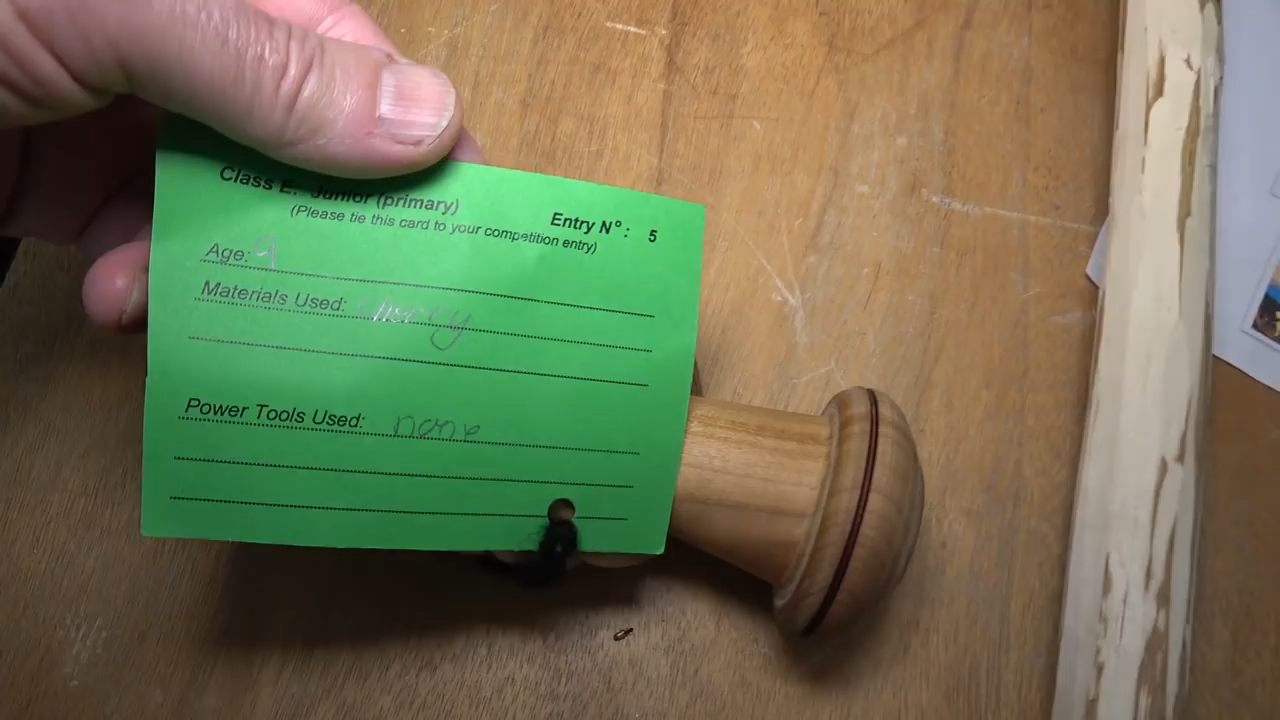 Class E. Junior (primary)
Entry Nº: 5
(Please tie this card to your competition entry)
Age: 9
Materials Used: Cherry
Power Tools Used: none